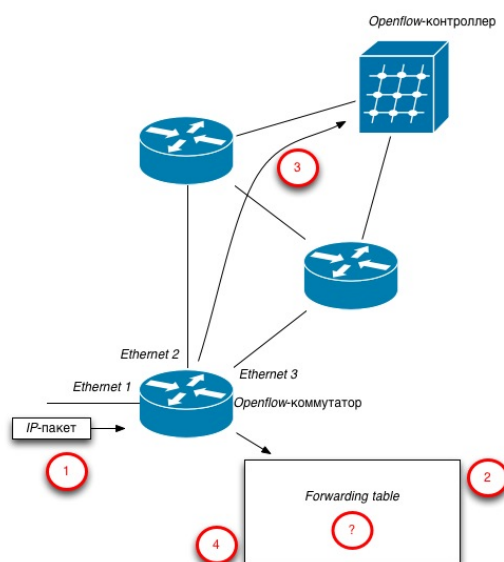 Openflow-контроллер
3
Ethernet 2
Ethernet 3
Ethernet 1
Openflow-коммутатор
IP-пакет
1
2
Forwarding table
?
4